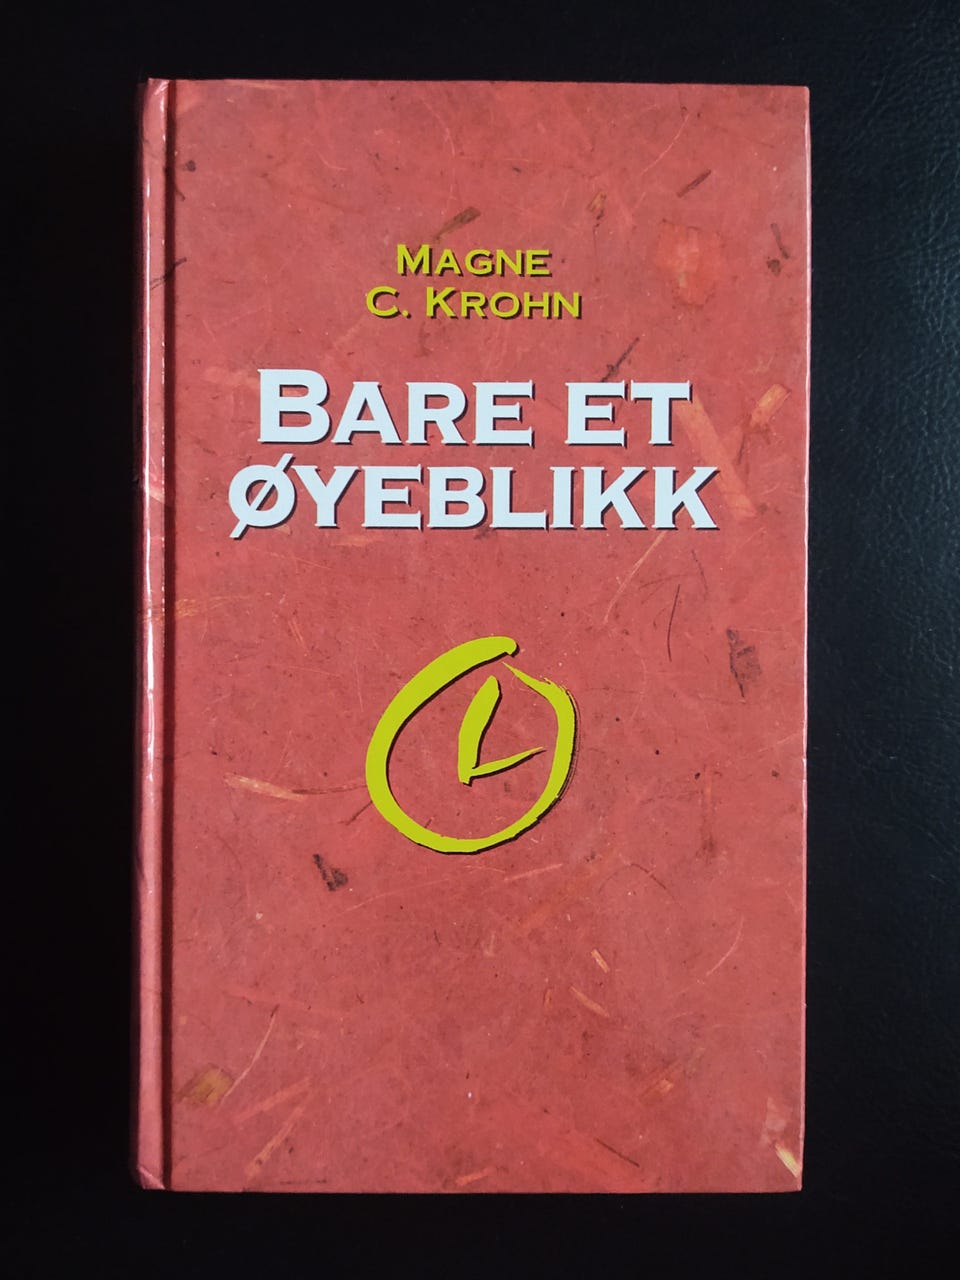 MAGNE
C. KROHN
BARE ET
ØYEBLIKK